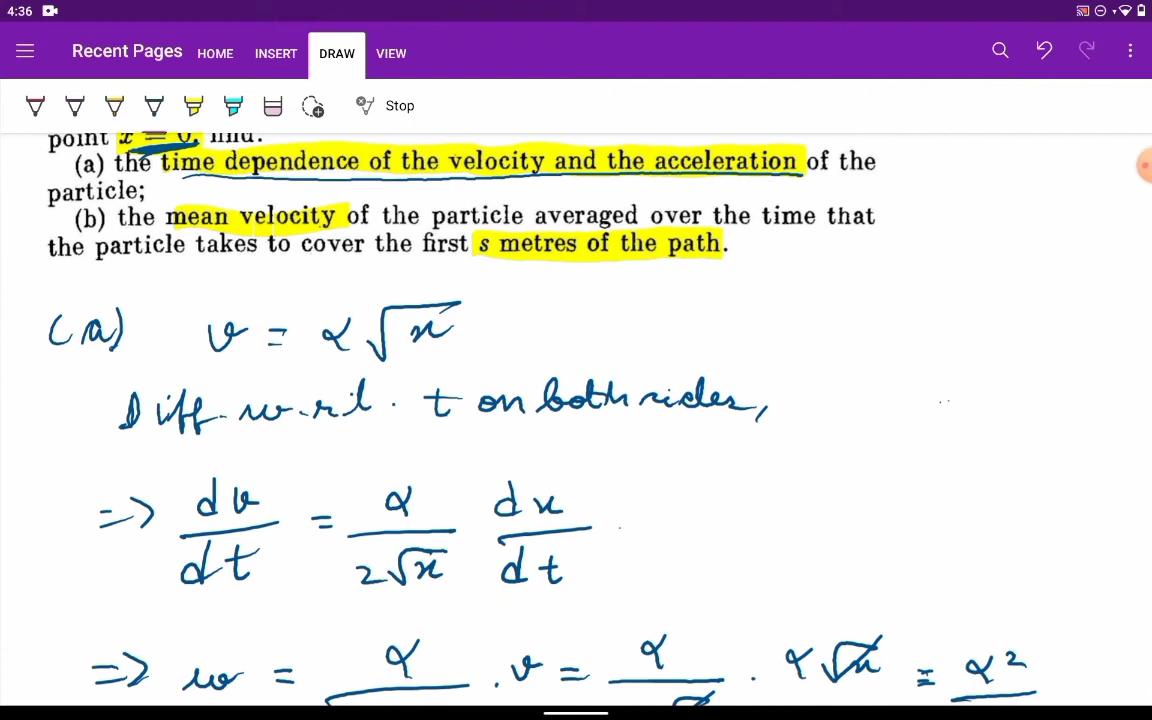 4:36
Recent Pages HOME INSERT DRAW VIEW
Stop
point x = 0, find:
(a) the time dependence of the velocity and the acceleration of the
particle;
(b) the mean velocity of the particle averaged over the time that
the particle takes to cover the first s metres of the path.
(a) v = α √x
Diff. w.r.t. t on both sides,
=> dv/dt = α/2√x dx/dt
=> w = α . v = α . α √x = α²